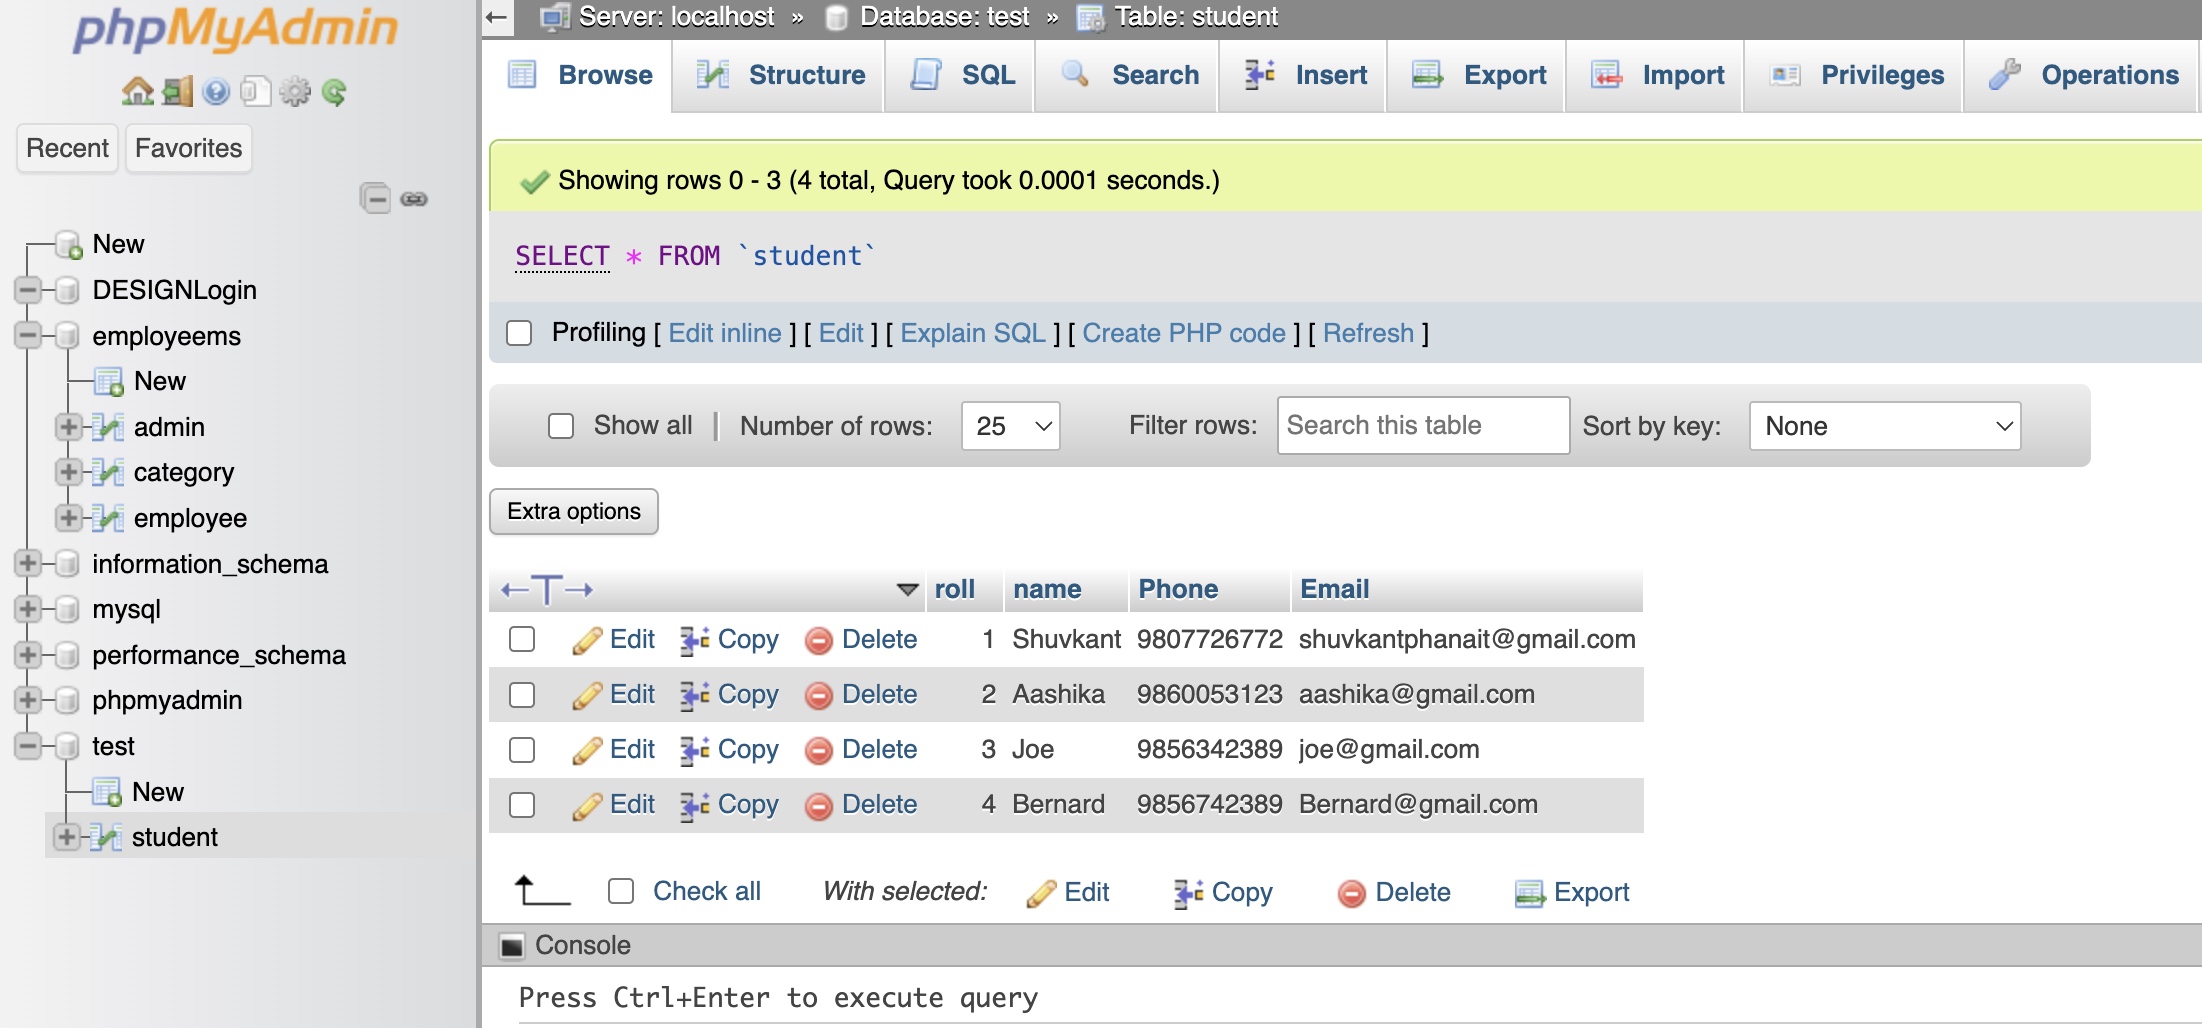 phpMyAdmin
Recent Favorites
New
DESIGNLogin
employeems
New
admin
category
employee
information_schema
mysql
performance_schema
phpmyadmin
test
New
student
Server: localhost » Database: test » Table: student
Browse Structure SQL Search Insert Export Import Privileges Operations
Showing rows 0 - 3 (4 total, Query took 0.0001 seconds.)
SELECT * FROM `student`
Profiling [ Edit inline ] [ Edit ] [ Explain SQL ] [ Create PHP code ] [ Refresh ]
Show all | Number of rows: 25 Filter rows: Search this table Sort by key: None
Extra options
←T→ roll name Phone Email
Edit Copy Delete 1 Shuvkant 9807726772 shuvkantphanait@gmail.com
Edit Copy Delete 2 Aashika 9860053123 aashika@gmail.com
Edit Copy Delete 3 Joe 9856342389 joe@gmail.com
Edit Copy Delete 4 Bernard 9856742389 Bernard@gmail.com
Check all With selected: Edit Copy Delete Export
Console
Press Ctrl+Enter to execute query